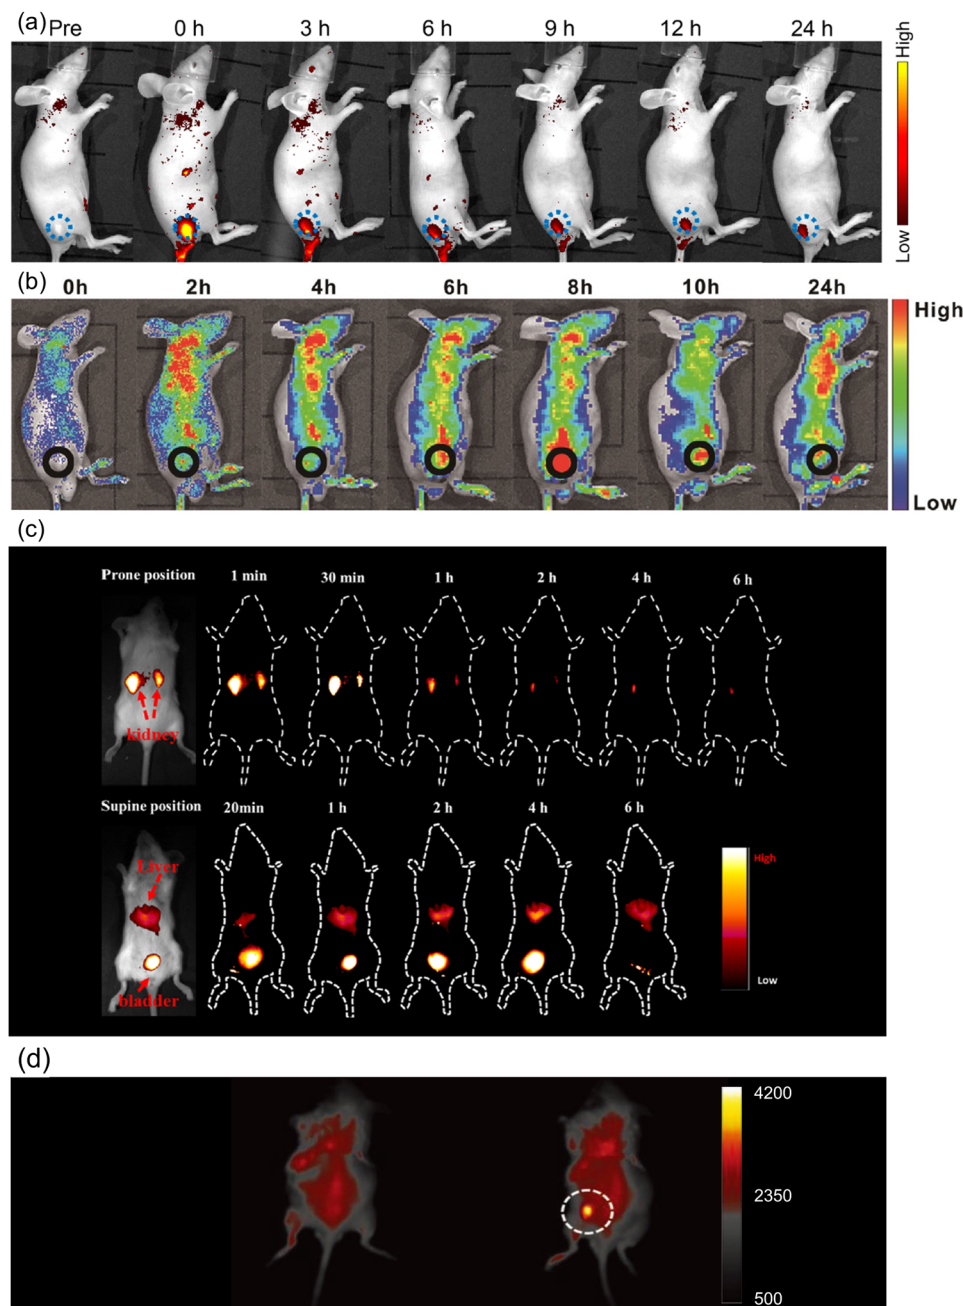 (a)
Pre 0 h 3 h 6 h 9 h 12 h 24 h
High
Low
(b)
0h 2h 4h 6h 8h 10h 24h
High
Low
(c)
Prone position 1 min 30 min 1 h 2 h 4 h 6 h
kidney
Supine position 20min 1 h 2 h 4 h 6 h
Liver
High
Low
bladder
(d)
4200
2350
500